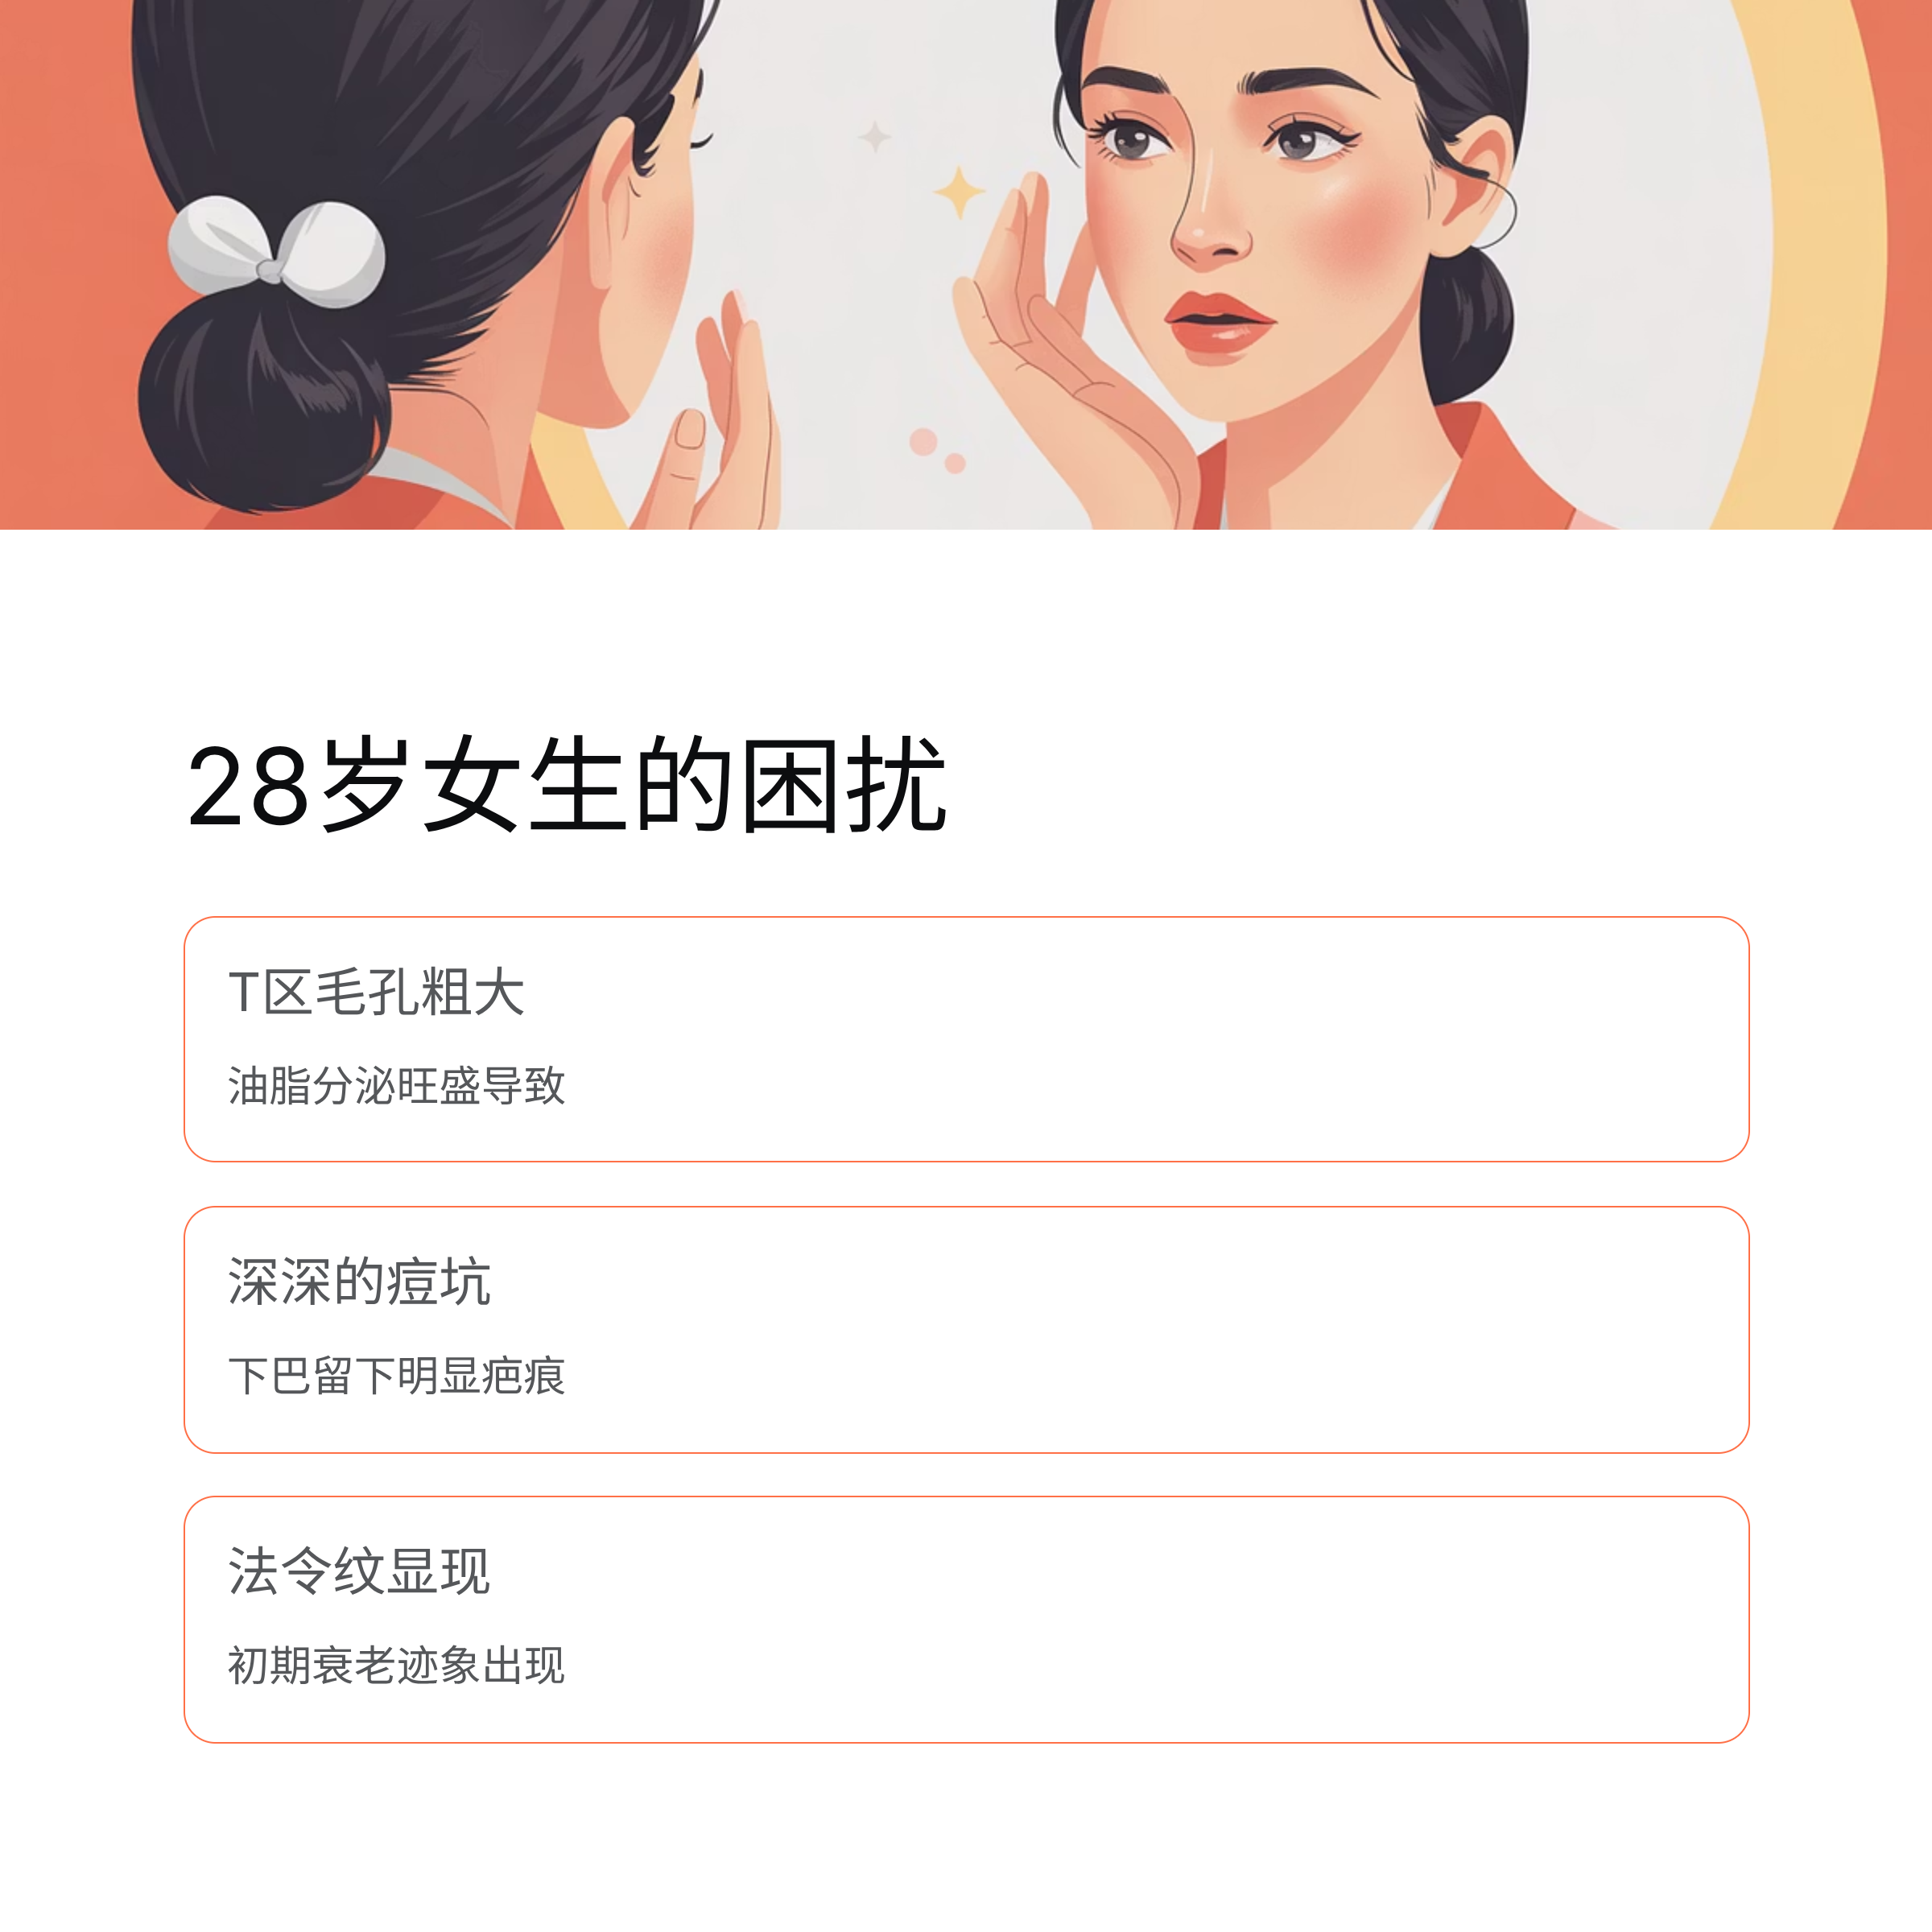 28岁女生的困扰
T区毛孔粗大
油脂分泌旺盛导致
深深的痘坑
下巴留下明显疤痕
法令纹显现
初期衰老迹象出现